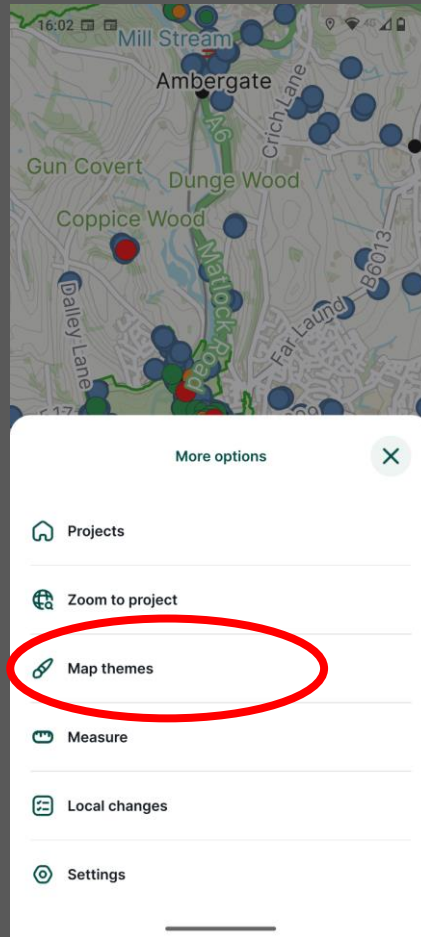 16:02
4G
Mill Stream
Ambergate
Crich Lane
A6
Gun Covert
Dunge Wood
Coppice Wood
B6013
Matlock Road
Dalley Lane
Far Laund
More options
Projects
Zoom to project
Map themes
Measure
Local changes
Settings